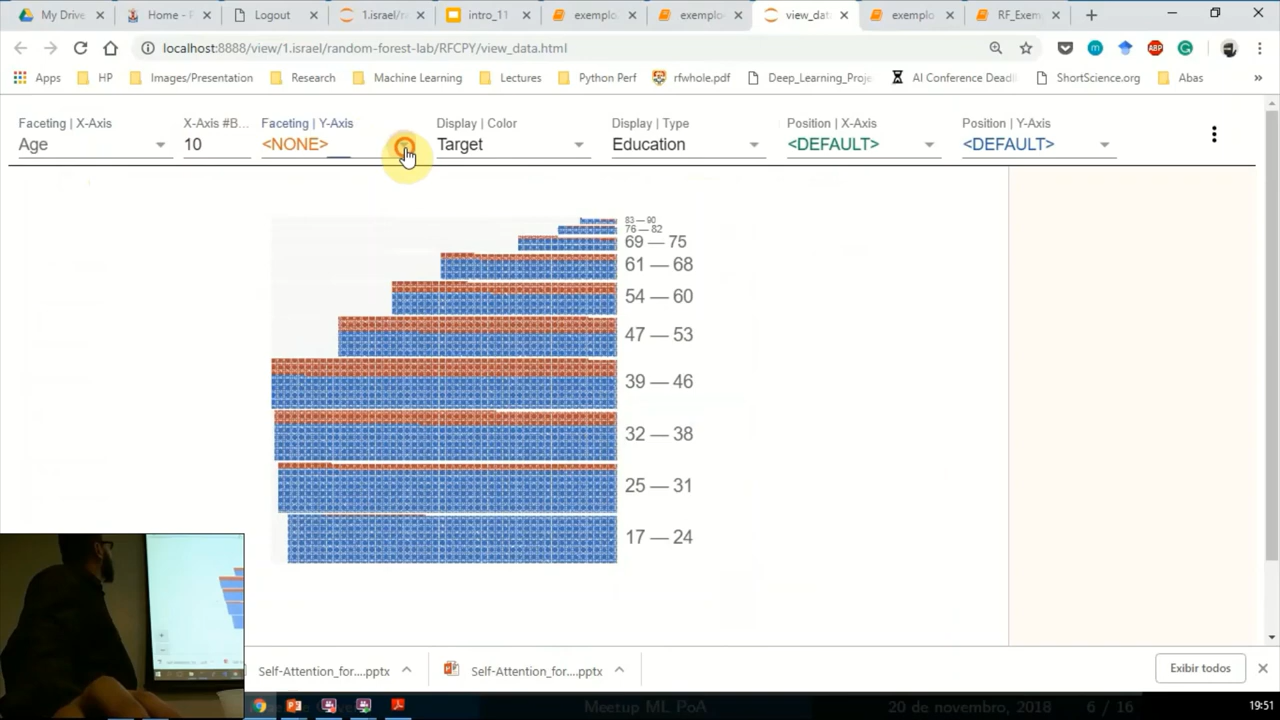 My Drive
Home - P
Logout
1.israel/ra
intro_11
exemplo
exemplo
view_dat
exemplo
RF_Exem
localhost:8888/view/1.israel/random-forest-lab/RFCPY/view_data.html
Apps
HP
Images/Presentation
Research
Machine Learning
Lectures
Python Perf
rfwhole.pdf
Deep_Learning_Proje
AI Conference Deadli
ShortScience.org
Abas
»
Faceting | X-Axis
X-Axis #B...
Faceting | Y-Axis
Display | Color
Display | Type
Position | X-Axis
Position | Y-Axis
Age
10
<NONE>
Target
Education
<DEFAULT>
<DEFAULT>
83 — 90
76 — 82
69 — 75
61 — 68
54 — 60
47 — 53
39 — 46
32 — 38
25 — 31
17 — 24
Self-Attention_for....pptx
Self-Attention_for....pptx
Exibir todos
Meetup ML PoA
20 de novembro, 2018
6 / 16
19:51